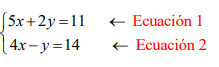 5x+2y=11 ← Ecuación 1
4x−y=14 ← Ecuación 2